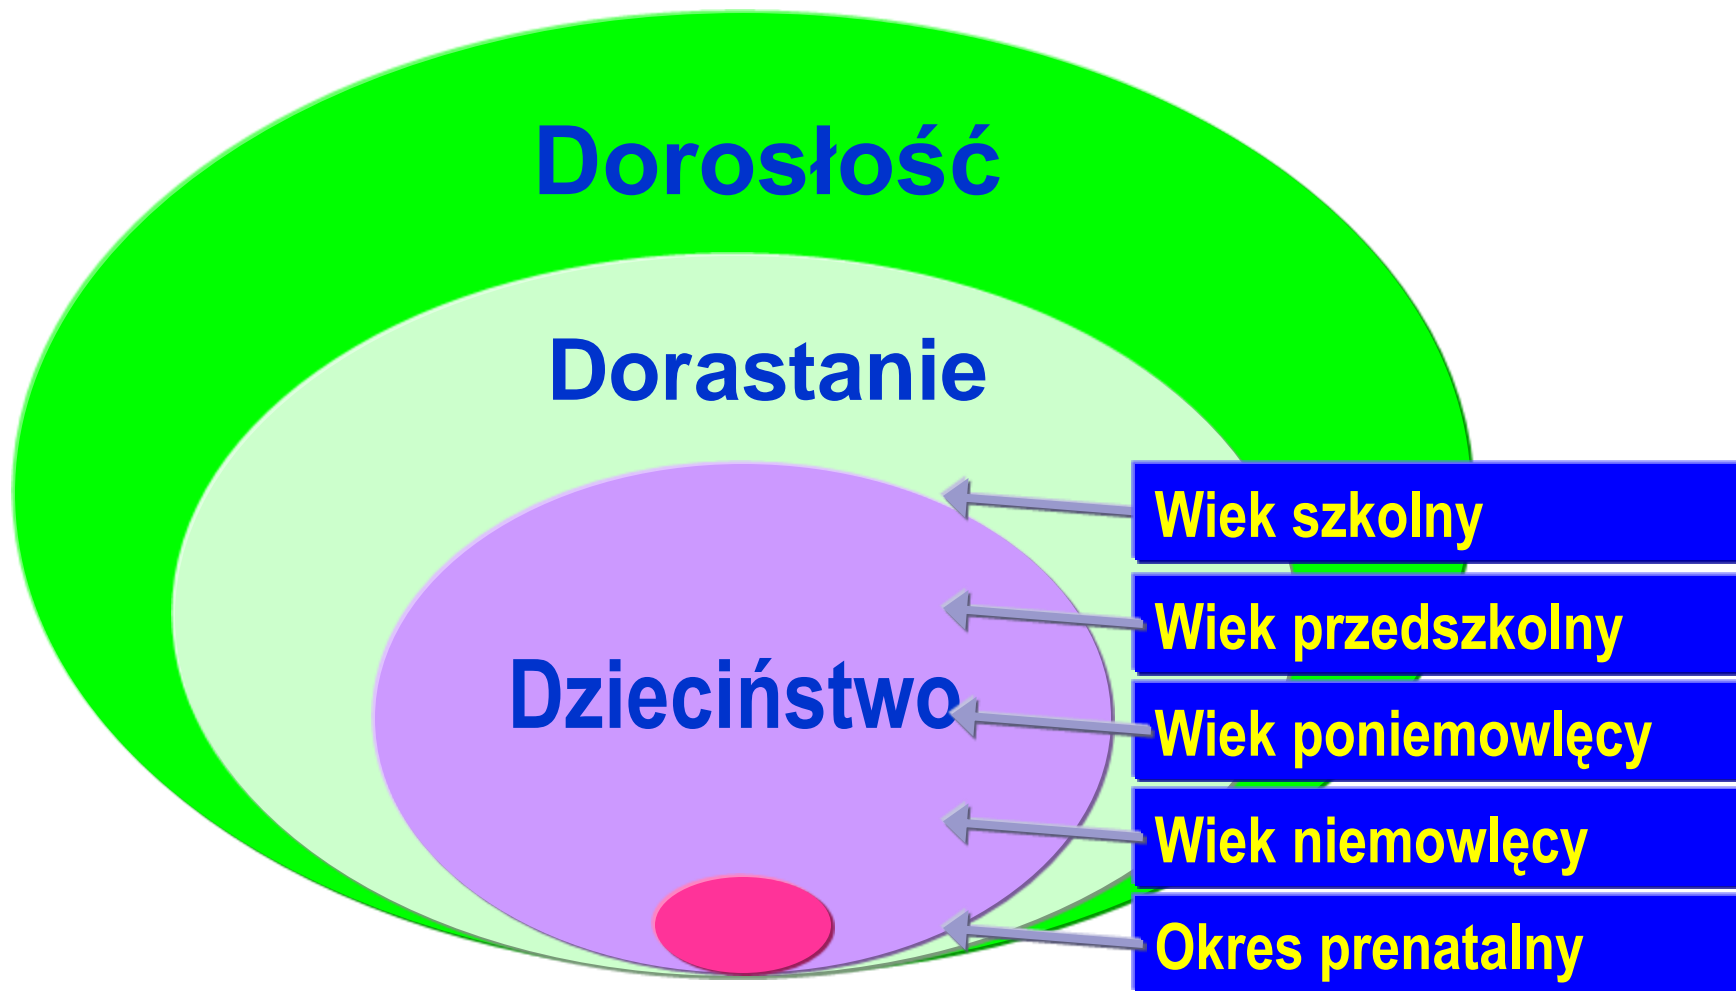 Dorosłość
Dorastanie
Dzieciństwo
Wiek szkolny
Wiek przedszkolny
Wiek poniemowlęcy
Wiek niemowlęcy
Okres prenatalny